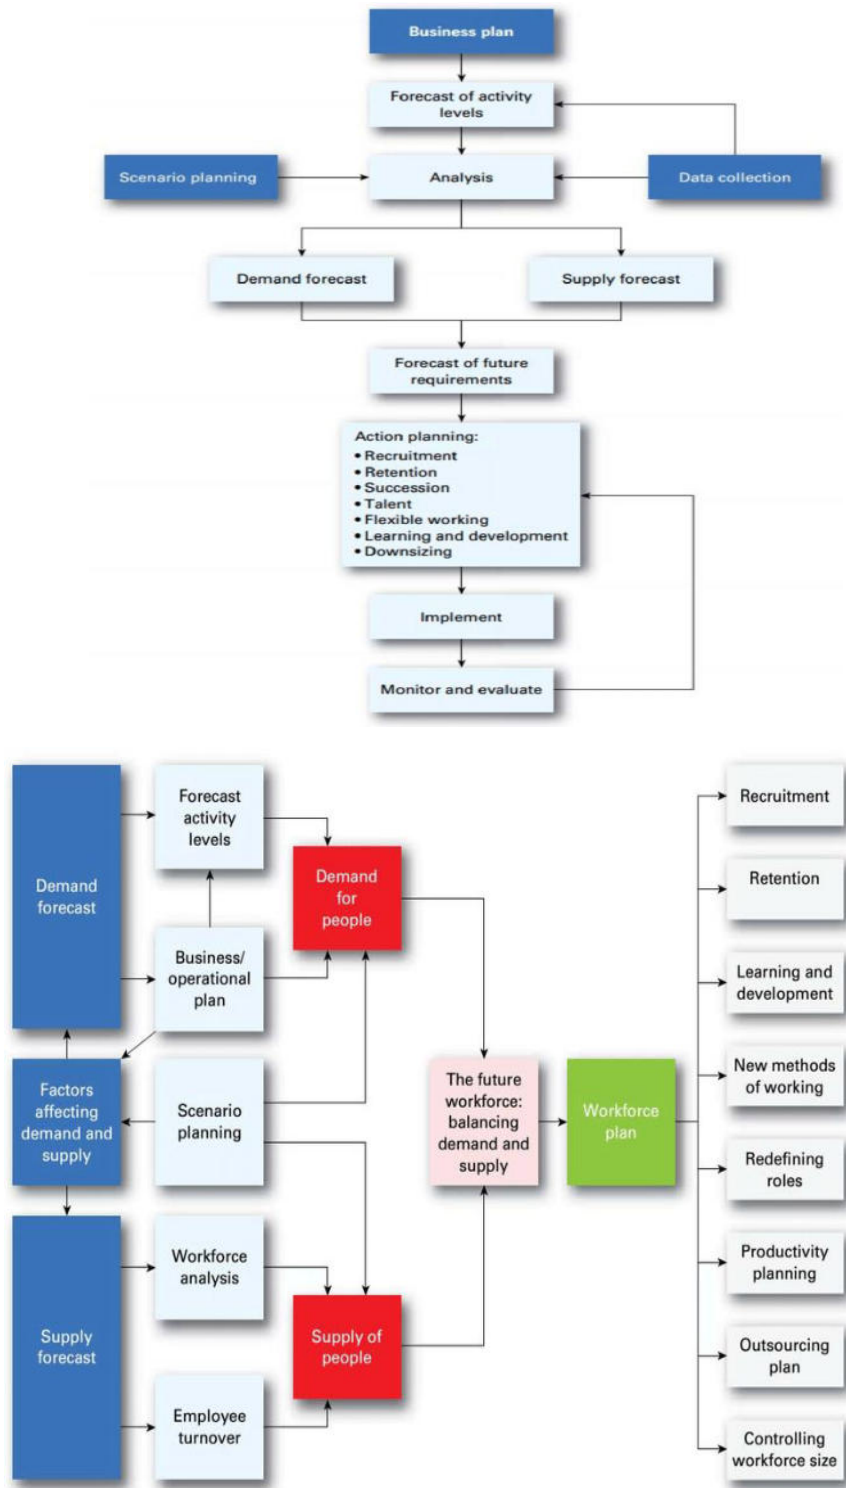 Business plan
Forecast of activity
levels
Scenario planning
Analysis
Data collection
Demand forecast
Supply forecast
Forecast of future
requirements
Action planning:
• Recruitment
• Retention
• Succession
• Talent
• Flexible working
• Learning and development
• Downsizing
Implement
Monitor and evaluate
Demand
forecast
Forecast
activity
levels
Business/
operational
plan
Demand
for
people
Factors
affecting
demand and
supply
Scenario
planning
Supply
forecast
Workforce
analysis
Employee
turnover
Supply of
people
The future
workforce:
balancing
demand and
supply
Workforce
plan
Recruitment
Retention
Learning and
development
New methods
of working
Redefining
roles
Productivity
planning
Outsourcing
plan
Controlling
workforce size